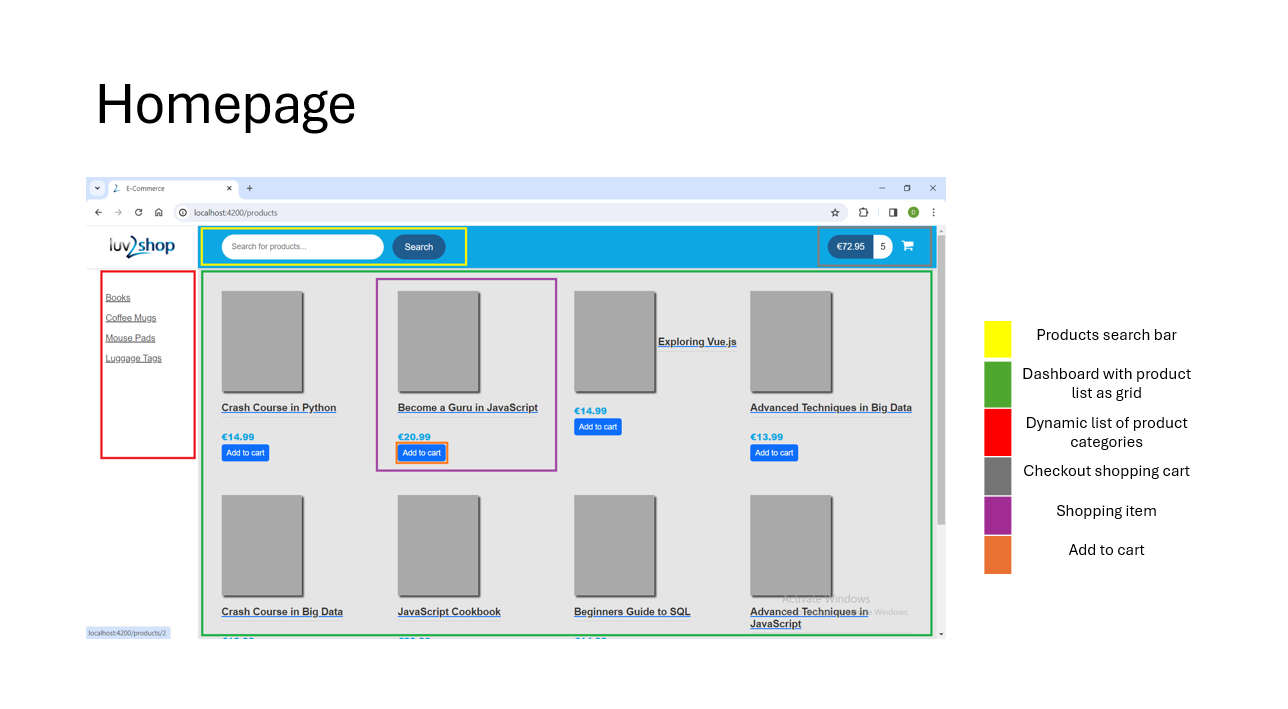 Homepage
E-Commerce
localhost:4200/products
luv2shop
Search for products...
Search
€72.95 5
Books
Coffee Mugs
Mouse Pads
Luggage Tags
Crash Course in Python
€14.99
Add to cart
Become a Guru in JavaScript
€20.99
Add to cart
Exploring Vue.js
€14.99
Add to cart
Advanced Techniques in Big Data
€13.99
Add to cart
Crash Course in Big Data
JavaScript Cookbook
Beginners Guide to SQL
Advanced Techniques in
JavaScript
Activate Windows
Windows.
localhost:4200/products/2
Products search bar
Dashboard with product
list as grid
Dynamic list of product
categories
Checkout shopping cart
Shopping item
Add to cart